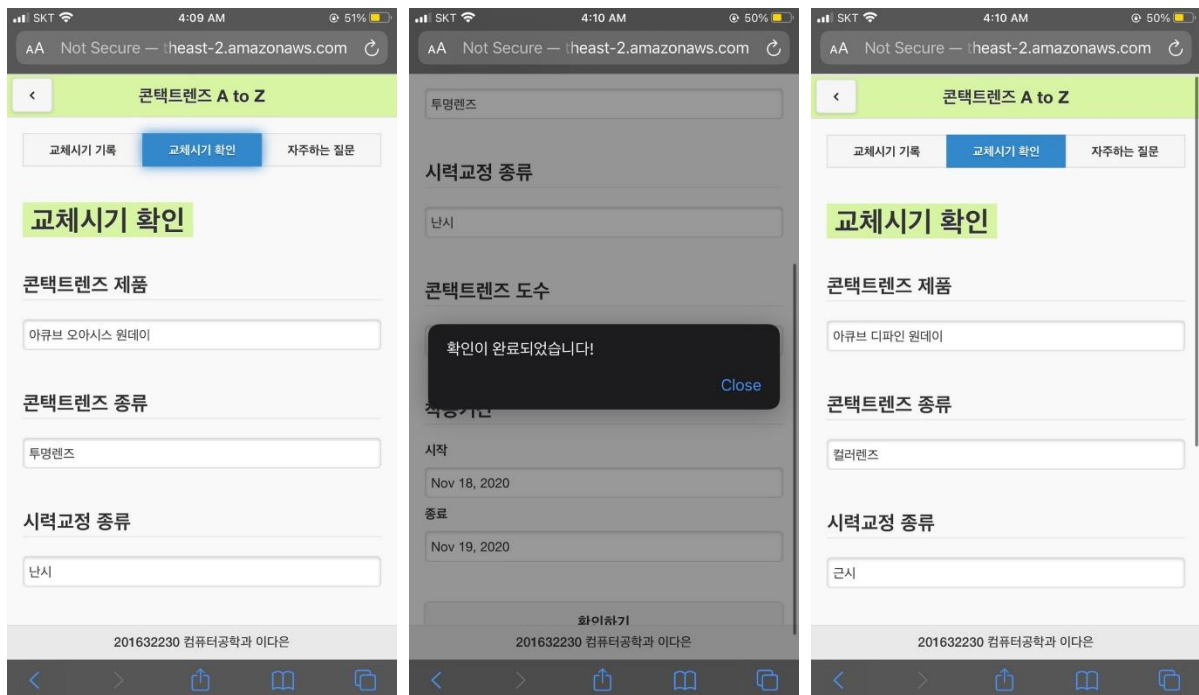 SKT 4:09 AM 51%
AA Not Secure — theast-2.amazonaws.com
콘택트렌즈 A to Z
교체시기 기록 교체시기 확인 자주하는 질문
교체시기 확인
콘택트렌즈 제품
아큐브 오아시스 원데이
콘택트렌즈 종류
투명렌즈
시력교정 종류
난시
201632230 컴퓨터공학과 이다은
SKT 4:10 AM 50%
AA Not Secure — theast-2.amazonaws.com
투명렌즈
시력교정 종류
난시
콘택트렌즈 도수
확인이 완료되었습니다!
Close
착용기간
시작
Nov 18, 2020
종료
Nov 19, 2020
확인하기
201632230 컴퓨터공학과 이다은
SKT 4:10 AM 50%
AA Not Secure — theast-2.amazonaws.com
콘택트렌즈 A to Z
교체시기 기록 교체시기 확인 자주하는 질문
교체시기 확인
콘택트렌즈 제품
아큐브 디파인 원데이
콘택트렌즈 종류
컬러렌즈
시력교정 종류
근시
201632230 컴퓨터공학과 이다은